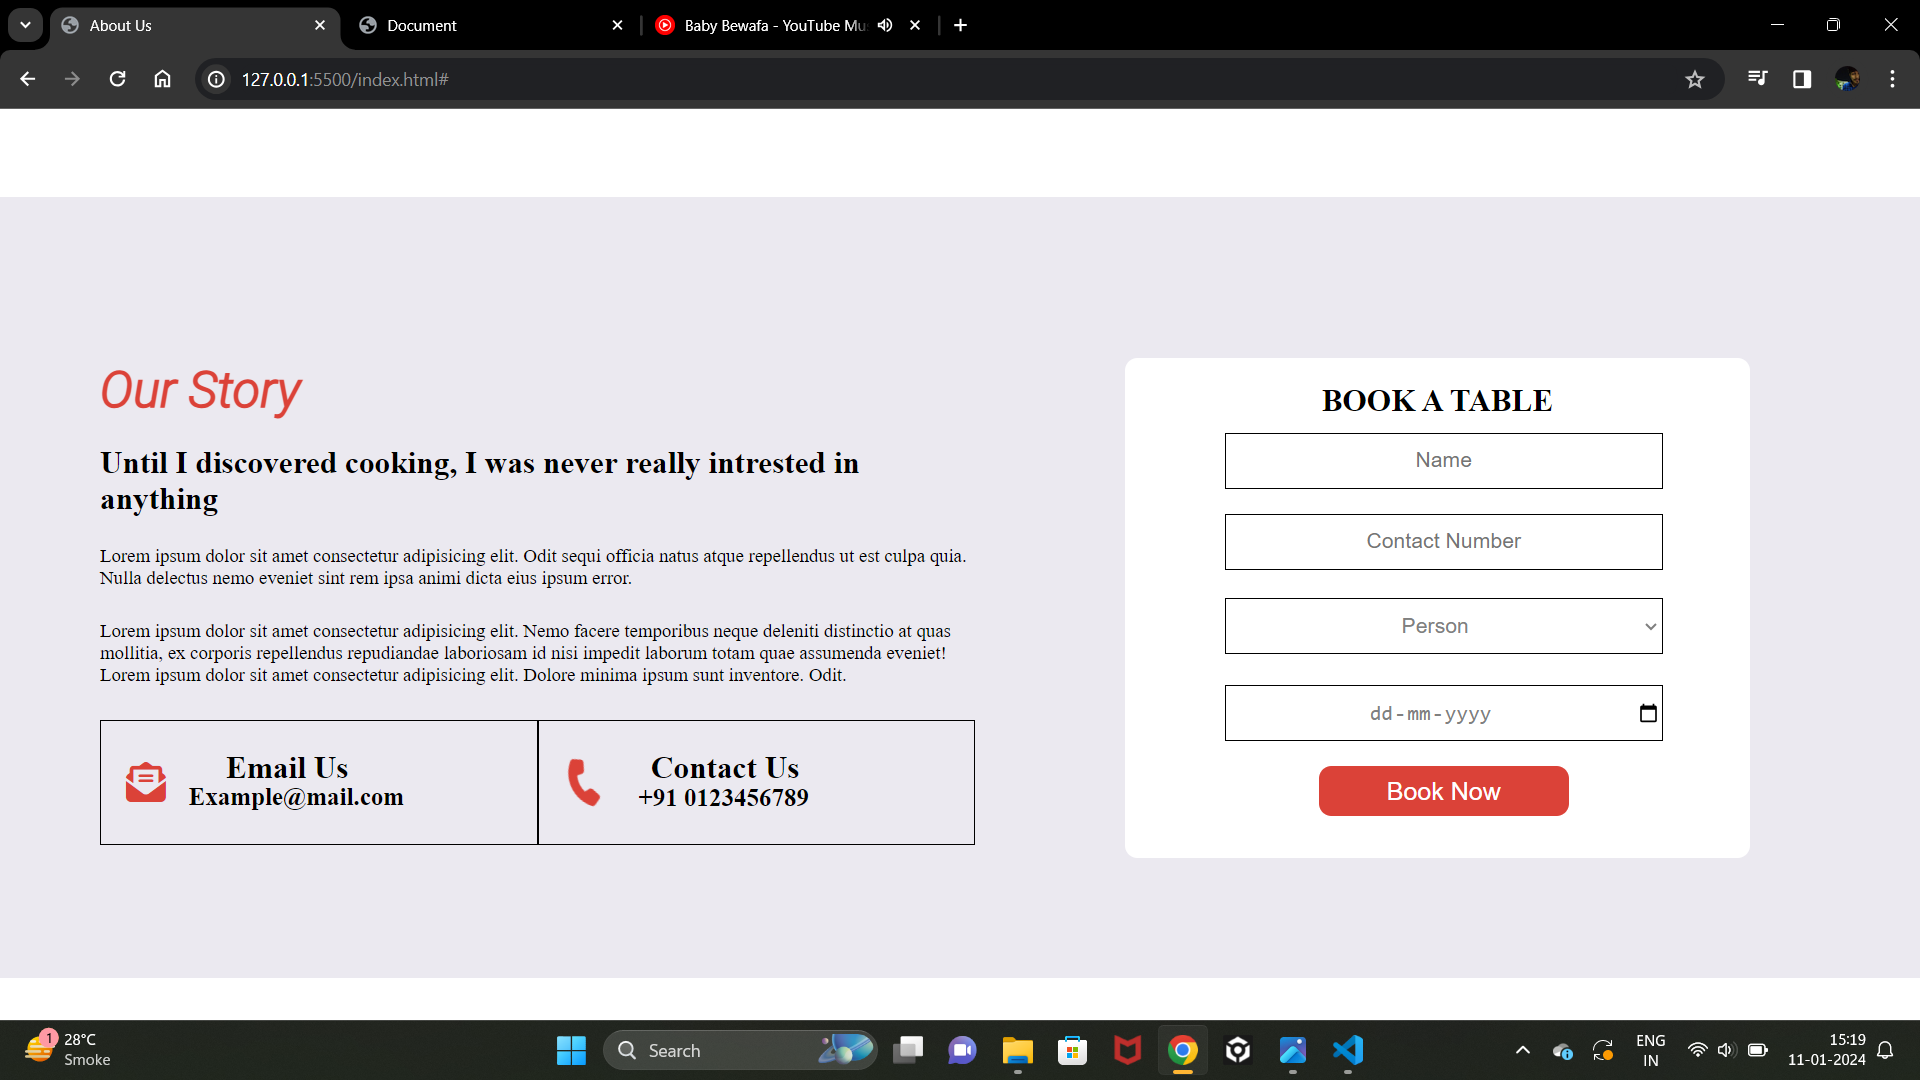 About Us
Document
Baby Bewafa - YouTube Mu
127.0.0.1:5500/index.html#
Our Story
Until I discovered cooking, I was never really intrested in
anything
Lorem ipsum dolor sit amet consectetur adipisicing elit. Odit sequi officia natus atque repellendus ut est culpa quia.
Nulla delectus nemo eveniet sint rem ipsa animi dicta eius ipsum error.
Lorem ipsum dolor sit amet consectetur adipisicing elit. Nemo facere temporibus neque deleniti distinctio at quas
mollitia, ex corporis repellendus repudiandae laboriosam id nisi impedit laborum totam quae assumenda eveniet!
Lorem ipsum dolor sit amet consectetur adipisicing elit. Dolore minima ipsum sunt inventore. Odit.
Email Us
Example@mail.com
Contact Us
+91 0123456789
BOOK A TABLE
Name
Contact Number
Person
dd-mm-yyyy
Book Now
1
28°C
Smoke
Search
ENG
IN
15:19
11-01-2024